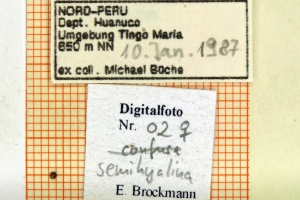 NORD-PERU
Dept. Huanuco
Umgebung Tingo Maria
650 m NN 10. Jan. 1987
ex coll. Michael Büche
Digitalfoto
Nr. 029
confusa
semihyalina
E. Brockmann